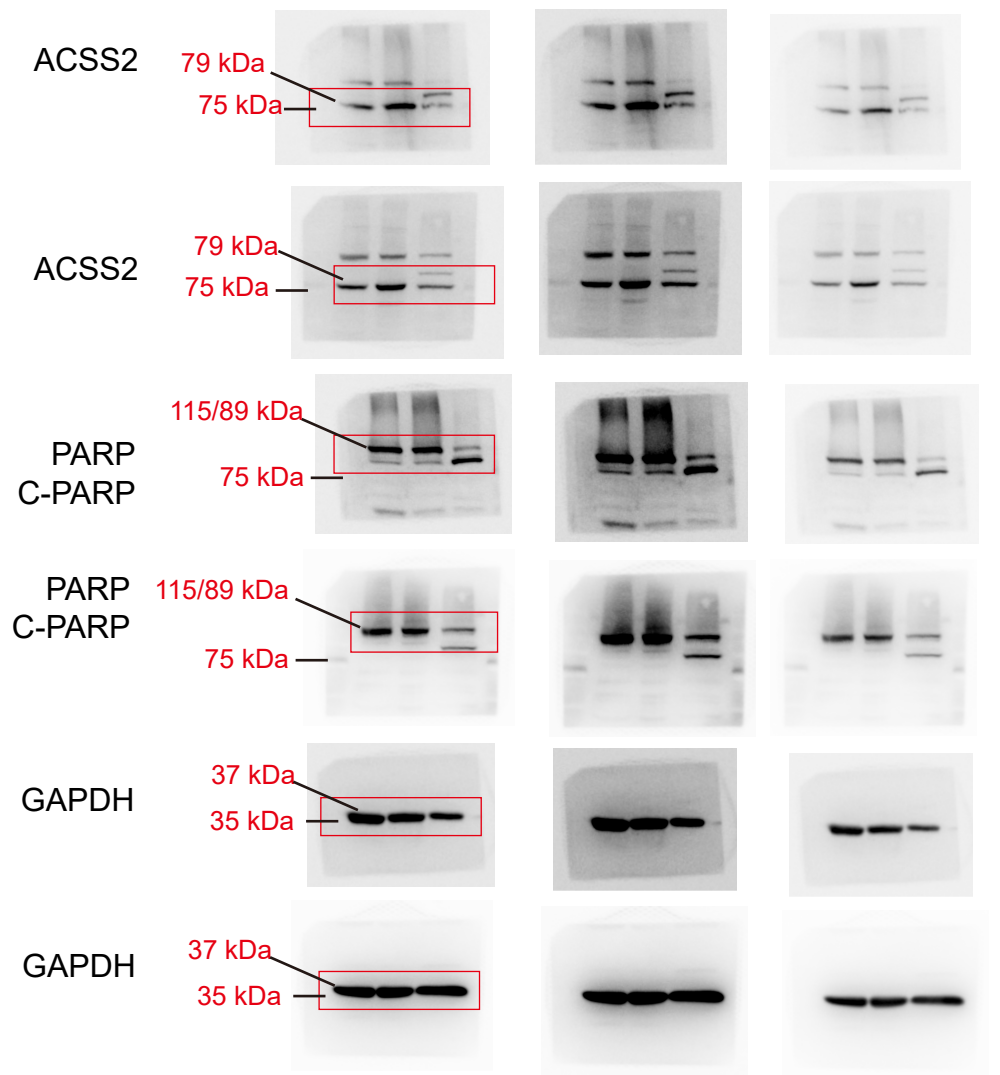 ACSS2
79 kDa
75 kDa
ACSS2
79 kDa
75 kDa
PARP
C-PARP
115/89 kDa
75 kDa
PARP
C-PARP
115/89 kDa
75 kDa
GAPDH
37 kDa
35 kDa
GAPDH
37 kDa
35 kDa